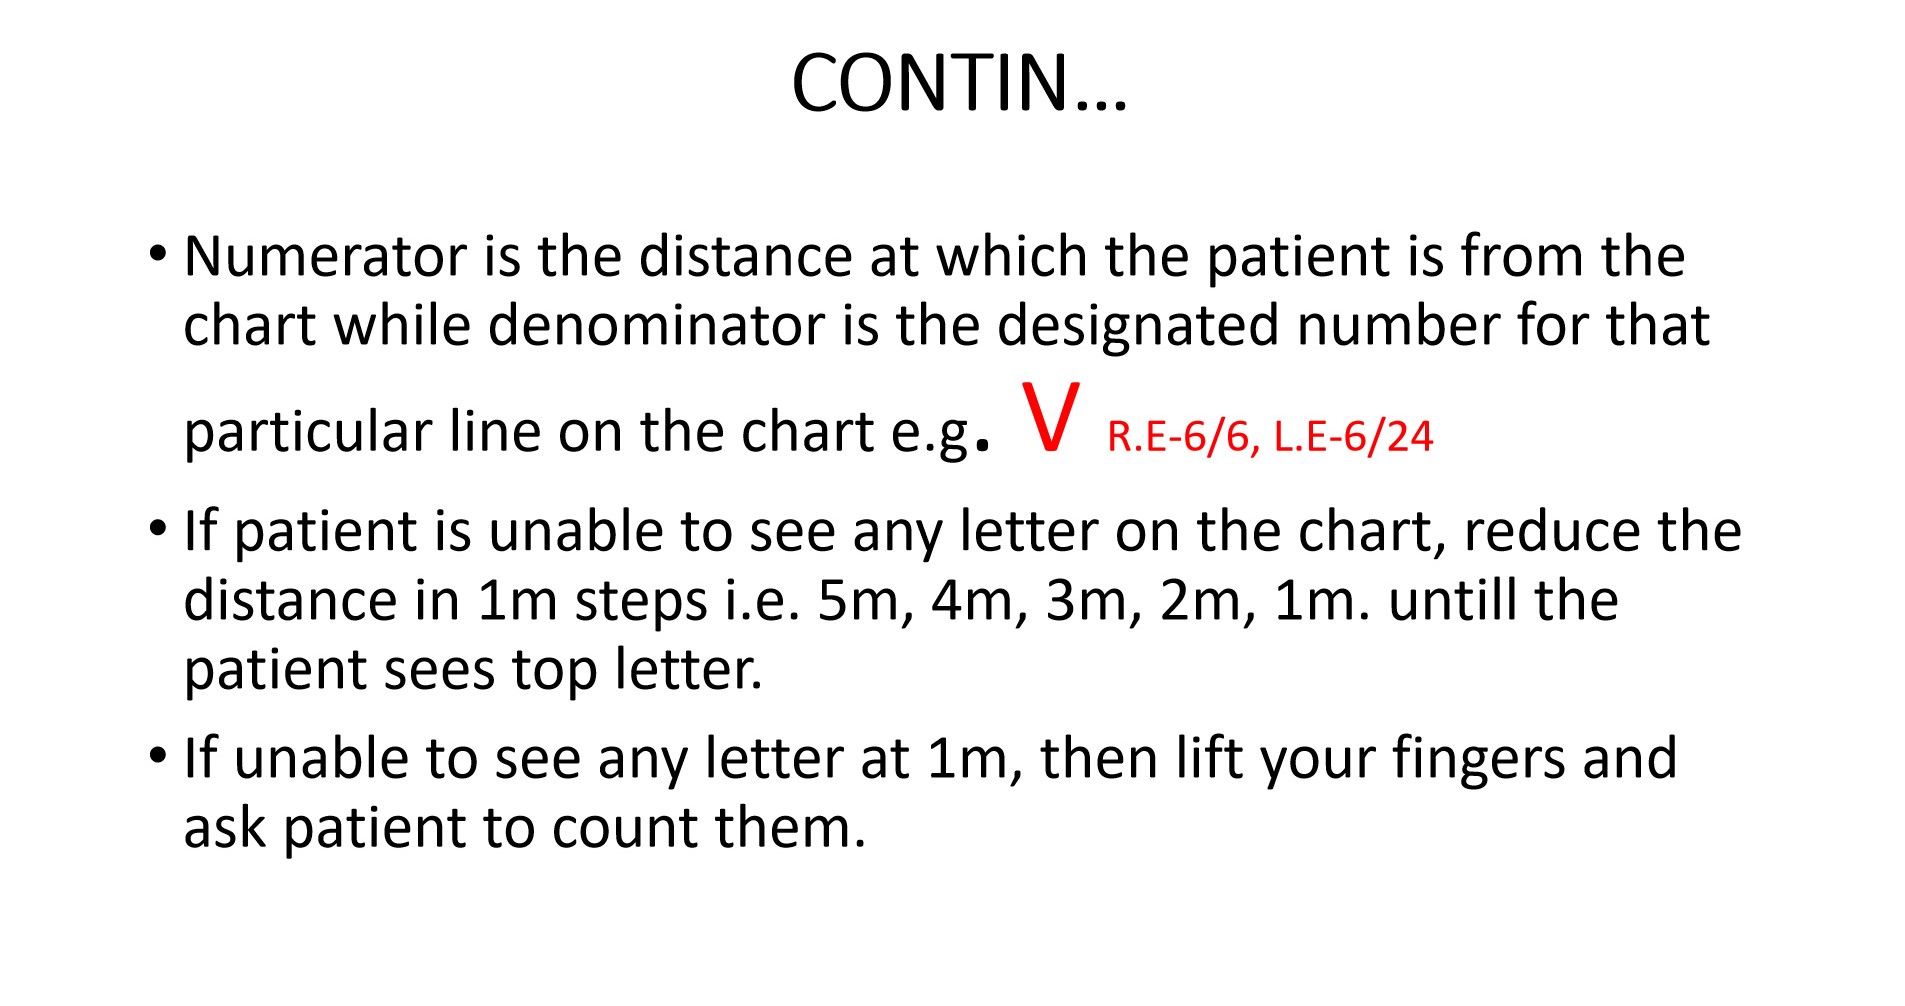 CONTIN...
• Numerator is the distance at which the patient is from the
chart while denominator is the designated number for that
particular line on the chart e.g. V R.E-6/6, L.E-6/24
• If patient is unable to see any letter on the chart, reduce the
distance in 1m steps i.e. 5m, 4m, 3m, 2m, 1m. untill the
patient sees top letter.
• If unable to see any letter at 1m, then lift your fingers and
ask patient to count them.